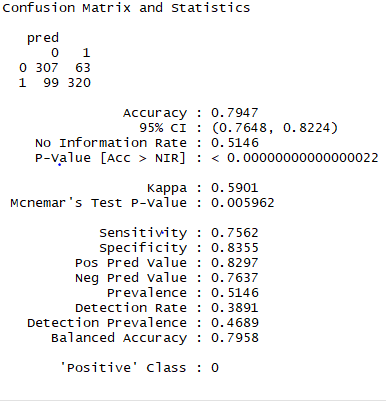 Confusion Matrix and Statistics
pred
0 1
0 307 63
1 99 320
Accuracy : 0.7947
95% CI : (0.7648, 0.8224)
No Information Rate : 0.5146
P-Value [Acc > NIR] : < 0.00000000000000022
Kappa : 0.5901
Mcnemar's Test P-Value : 0.005962
Sensitivity : 0.7562
Specificity : 0.8355
Pos Pred Value : 0.8297
Neg Pred Value : 0.7637
Prevalence : 0.5146
Detection Rate : 0.3891
Detection Prevalence : 0.4689
Balanced Accuracy : 0.7958
'Positive' Class : 0